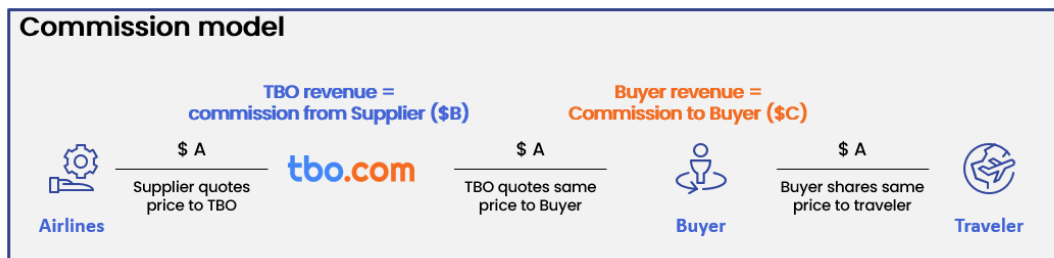 Commission model
TBO revenue =
commission from Supplier ($B)
Buyer revenue =
Commission to Buyer ($C)
$ A
tbo.com
$ A
$ A
Supplier quotes
price to TBO
TBO quotes same
price to Buyer
Buyer shares same
price to traveler
Airlines
Buyer
Traveler